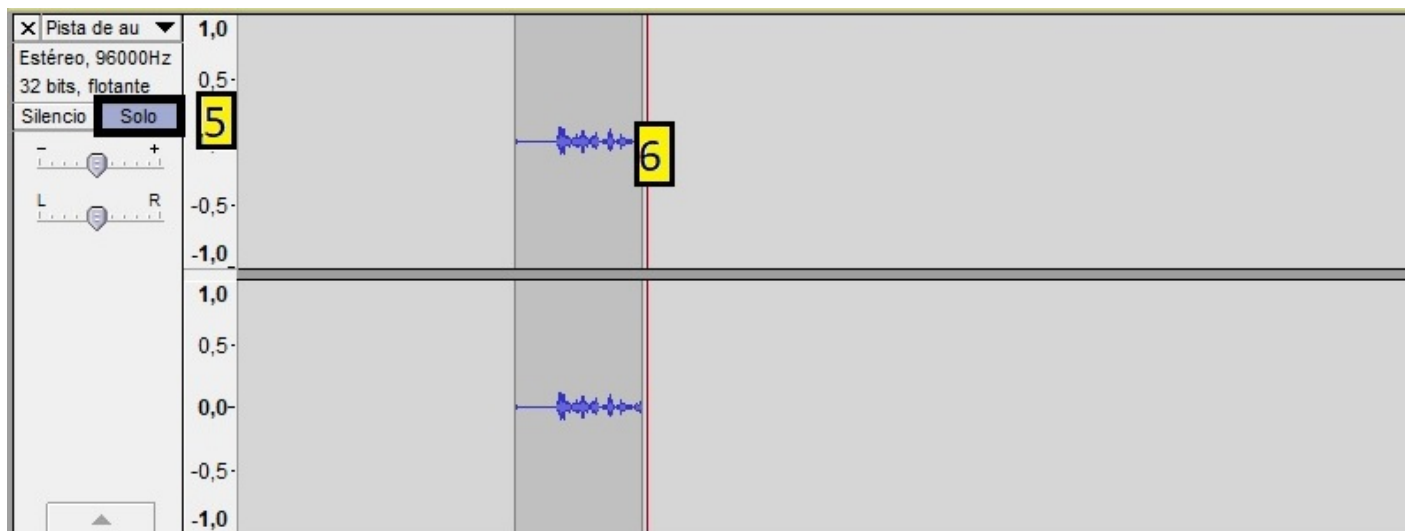 × Pista de au ▼ 1,0
Estéreo, 96000Hz
32 bits, flotante 0,5
Silencio Solo 5
- +
6
L R -0,5
-1,0
1,0
0,5
0,0
-0,5
-1,0